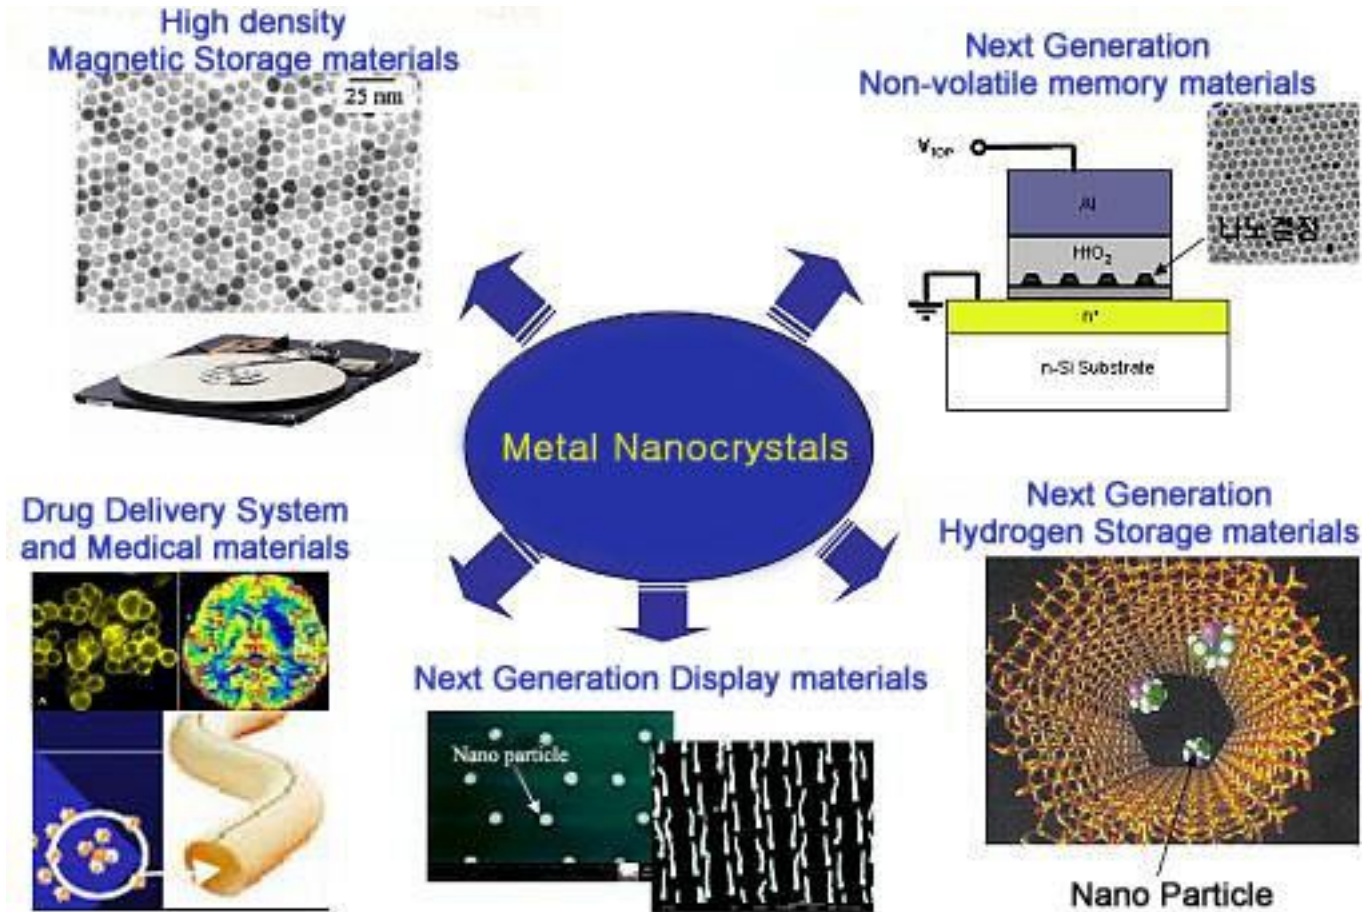 High density
Magnetic Storage materials
25 nm
Next Generation
Non-volatile memory materials
VTOP
Al
HfO2
나노결정
n+
n-Si Substrate
Metal Nanocrystals
Drug Delivery System
and Medical materials
Next Generation Display materials
Nano particle
Next Generation
Hydrogen Storage materials
Nano Particle